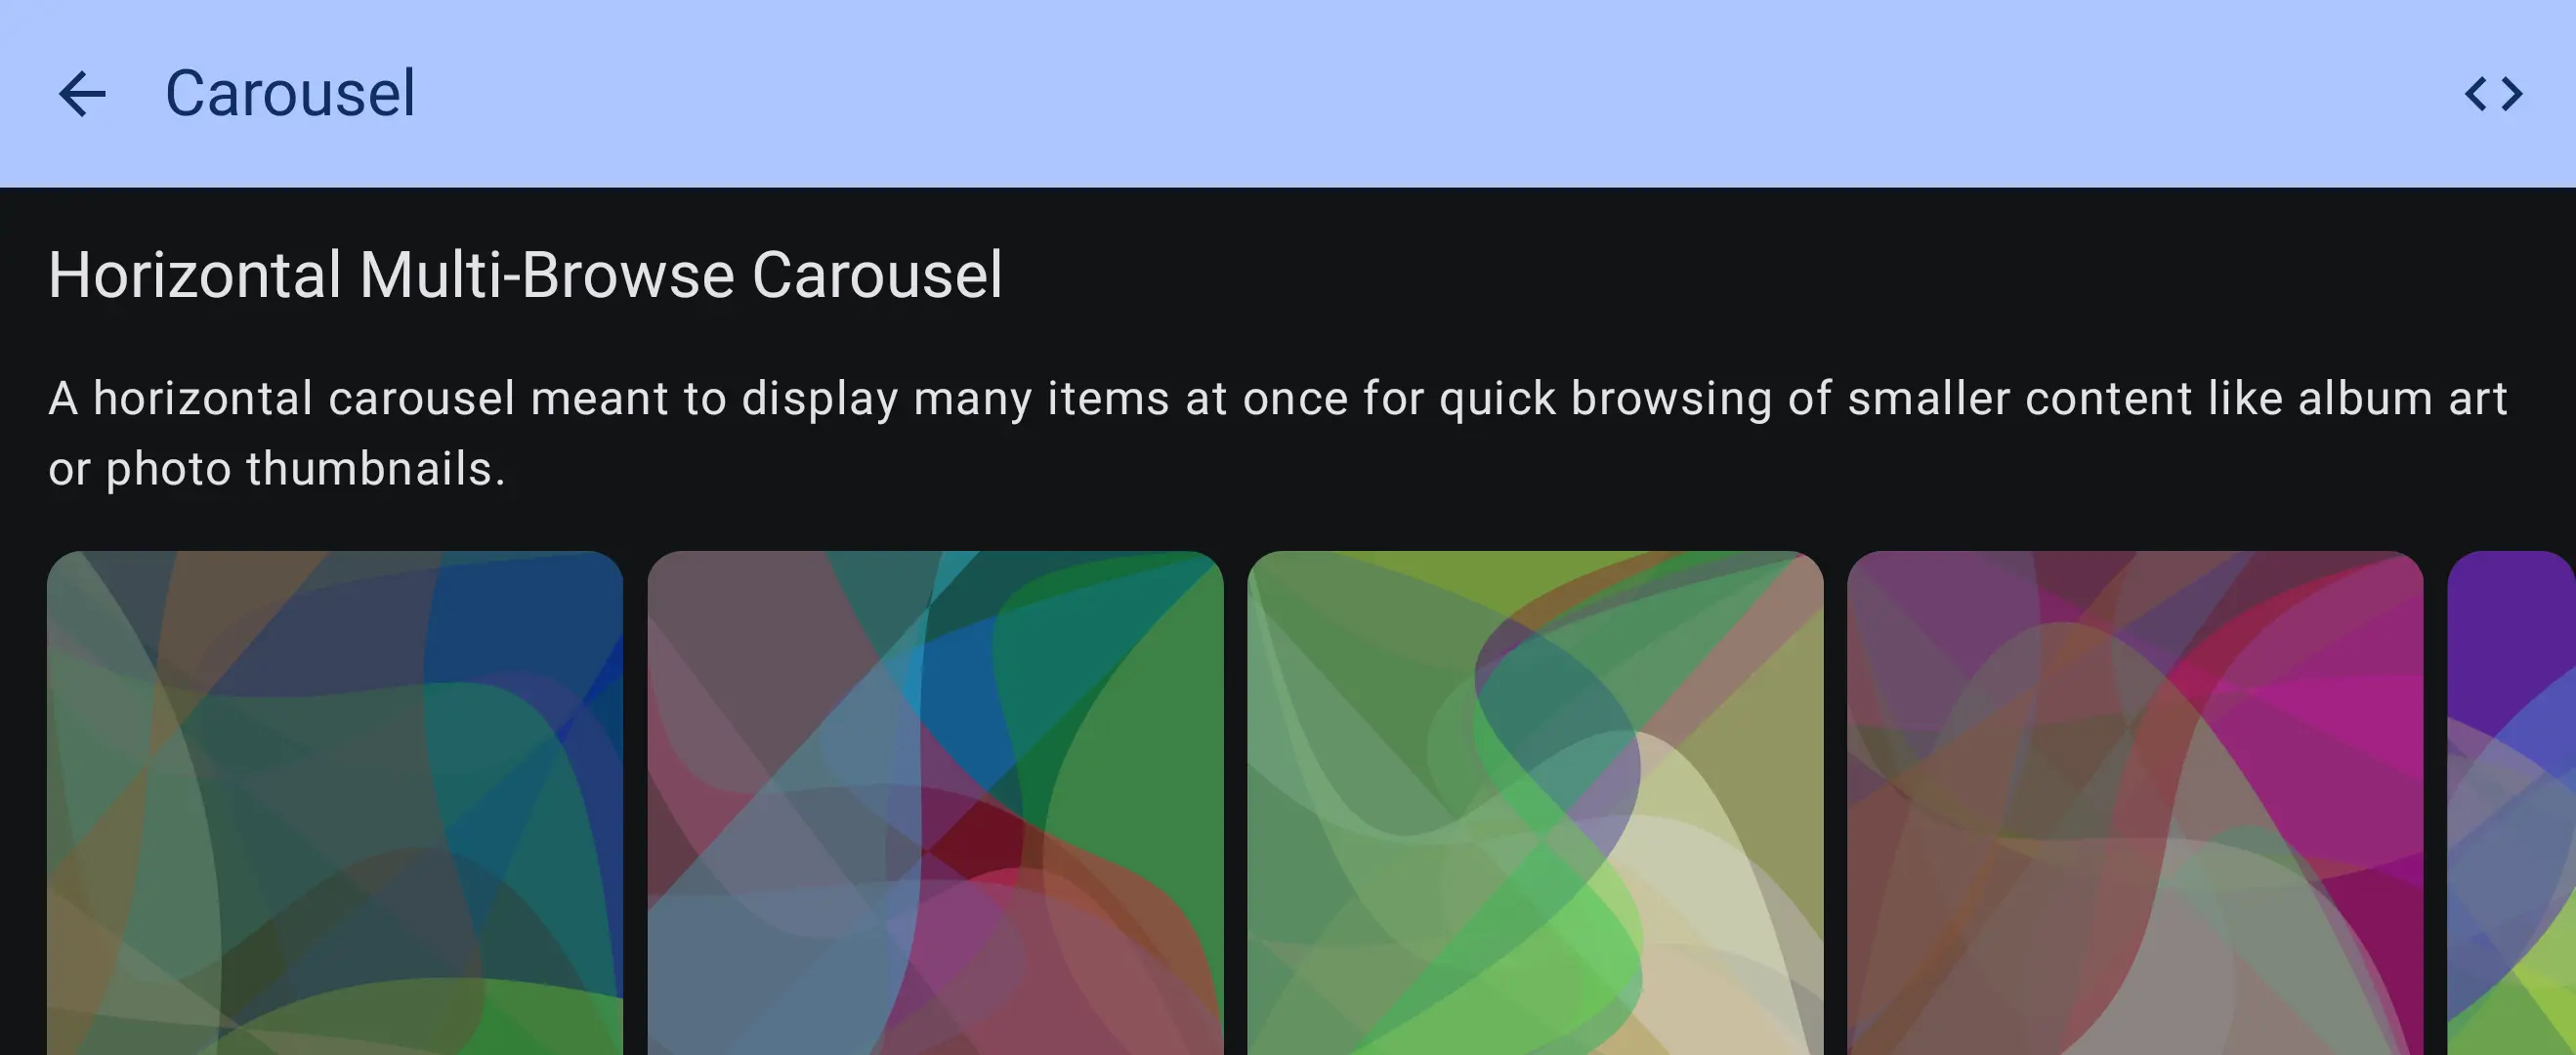 Carousel
Horizontal Multi-Browse Carousel
A horizontal carousel meant to display many items at once for quick browsing of smaller content like album art
or photo thumbnails.